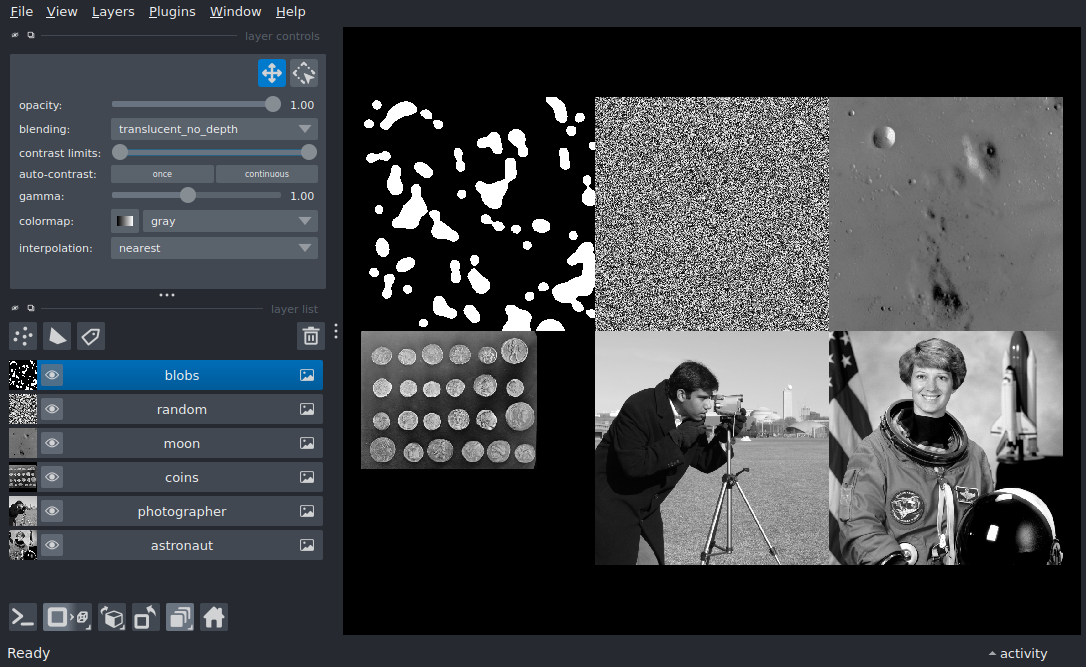 File View Layers Plugins Window Help
layer controls
opacity: 1.00
blending: translucent_no_depth
contrast limits:
auto-contrast: once continuous
gamma: 1.00
colormap: gray
interpolation: nearest
layer list
blobs
random
moon
coins
photographer
astronaut
Ready activity